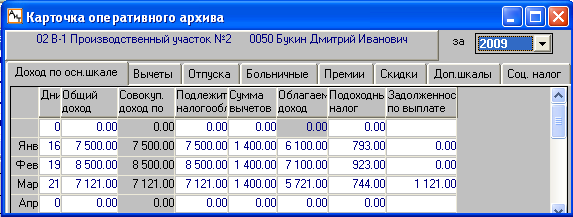 Карточка оперативного архива
02 В-1 Производственный участок №2 0050 Букин Дмитрий Иванович за 2009
Доход по осн.шкале Вычеты Отпуска Больничные Премии Скидки Доп.шкалы Соц. налог
Дни Общий Совокуп. Подлежит Сумма Облагаем Подоходны Задолженнос
доход доход по налогообл вычетов доход налог по выплате
0 0.00 0.00 0.00 0.00 0.00 0.00
Янв 16 7 500.00 7 500.00 7 500.00 1 400.00 6 100.00 793.00 0.00
Фев 19 8 500.00 8 500.00 8 500.00 1 400.00 7 100.00 923.00 0.00
Мар 21 7 121.00 7 121.00 7 121.00 1 400.00 5 721.00 744.00 1 121.00
Апр 0 0.00 0.00 0.00 0.00 0.00 0.00 0.00